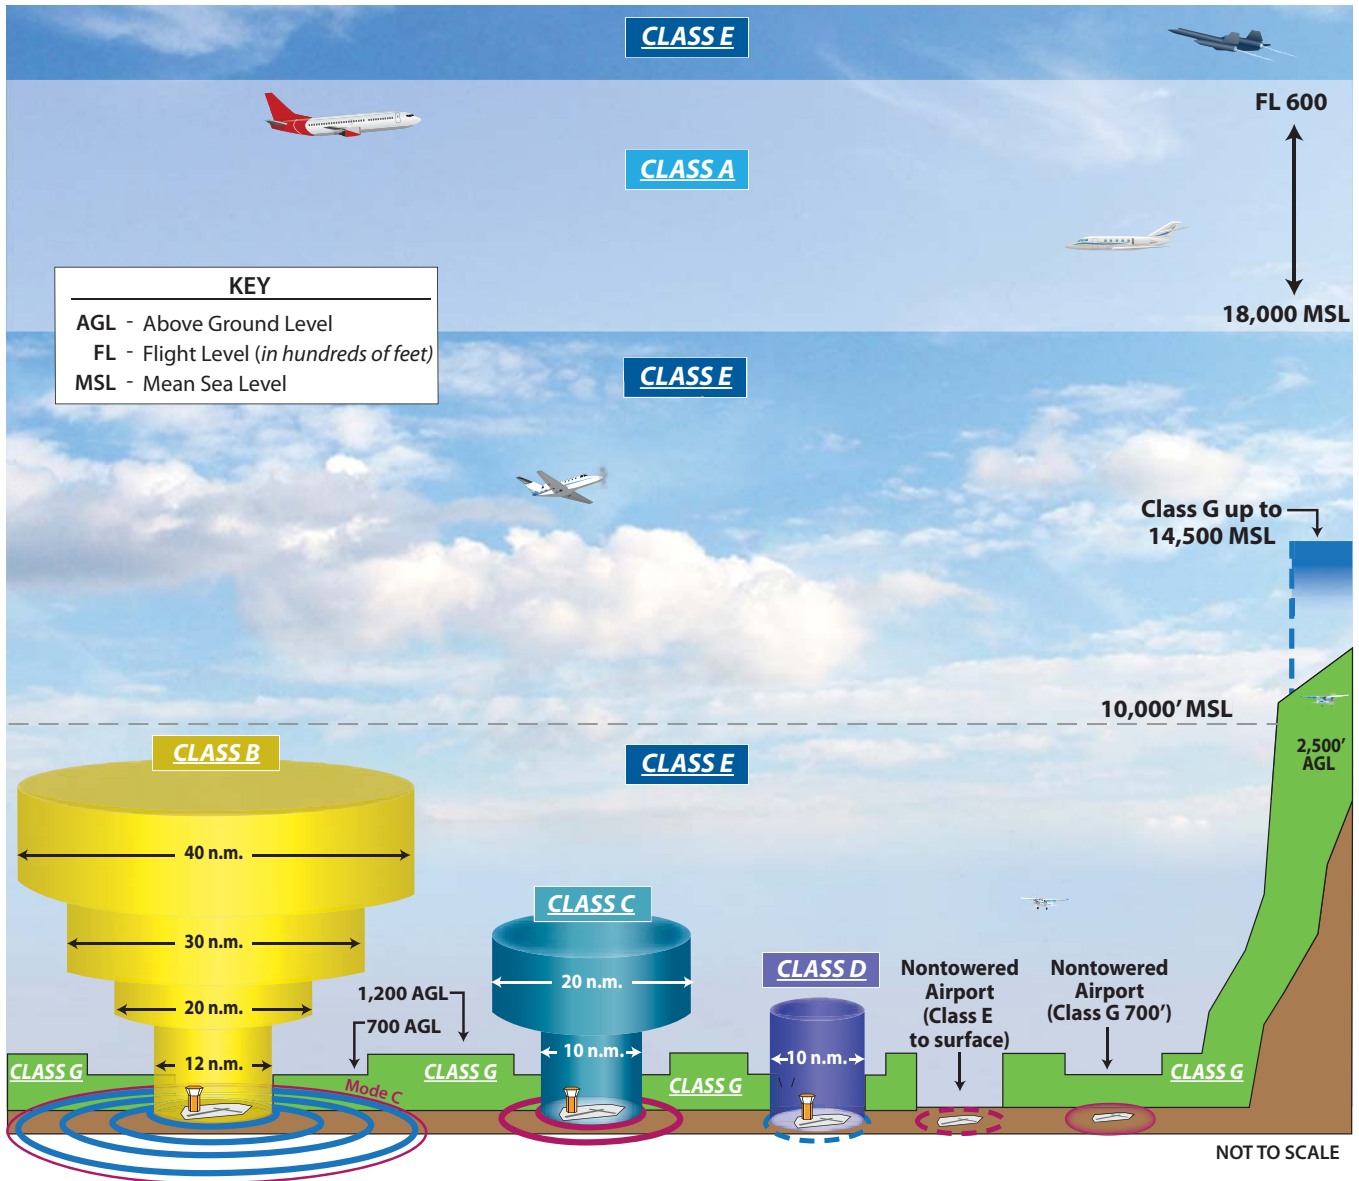 CLASS E
FL 600
CLASS A
18,000 MSL
KEY
AGL - Above Ground Level
FL - Flight Level (in hundreds of feet)
MSL - Mean Sea Level
CLASS E
Class G up to
14,500 MSL
10,000′ MSL
2,500′
AGL
CLASS B
CLASS E
40 n.m.
30 n.m.
20 n.m.
12 n.m.
CLASS C
20 n.m.
10 n.m.
CLASS D
10 n.m.
Nontowered
Airport
(Class E
to surface)
Nontowered
Airport
(Class G 700′)
1,200 AGL
700 AGL
CLASS G
CLASS G
CLASS G
CLASS G
Mode C
NOT TO SCALE